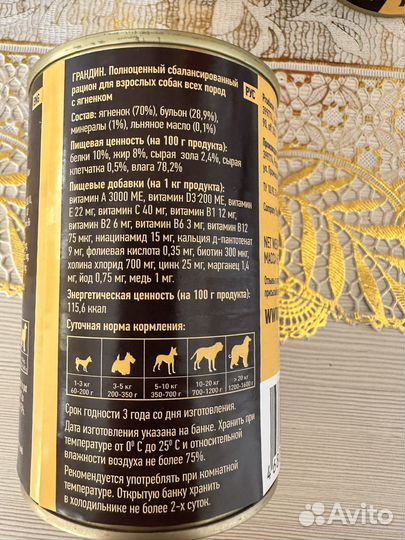 ГРАНДИН. Полноценный сбалансированный
рацион для взрослых собак всех пород
с ягненком
Состав: ягненок (70%), бульон (28,9%),
минералы (1%), льняное масло (0,1%)
Пищевая ценность (на 100 г продукта):
белки 10%, жир 8%, сырая зола 2,4%, сырая
клетчатка 0,5%, влага 78,2%
Пищевые добавки (на 1 кг продукта):
витамин А 3000 МЕ, витамин D3 200 МЕ, витамин
Е 22 мг, витамин С 40 мг, витамин В1 12 мг,
витамин В2 6 мг, витамин В6 3 мг, витамин В12
75 мкг, ниацинамид 15 мг, кальция д-пантотенат
9 мг, фолиевая кислота 0,35 мг, биотин 300 мкг,
холина хлорид 700 мг, цинк 25 мг, марганец 1,4
мг, йод 0,75 мг, медь 1 мг.
Энергетическая ценность (на 100 г продукта):
115,6 ккал
Суточная норма кормления:
1-3 кг
60-200 г
3-5 кг
200-350 г
5-10 кг
350-700 г
10-20 кг
700-1200 г
> 30 кг
1200-3600 г
Срок годности 3 года со дня изготовления.
Дата изготовления указана на банке. Хранить при
температуре от 0° С до 25° С и относительной
влажности воздуха не более 75%.
Рекомендуется употреблять при комнатной
температуре. Открытую банку хранить
в холодильнике не более 2-х суток.
РУС
Avito